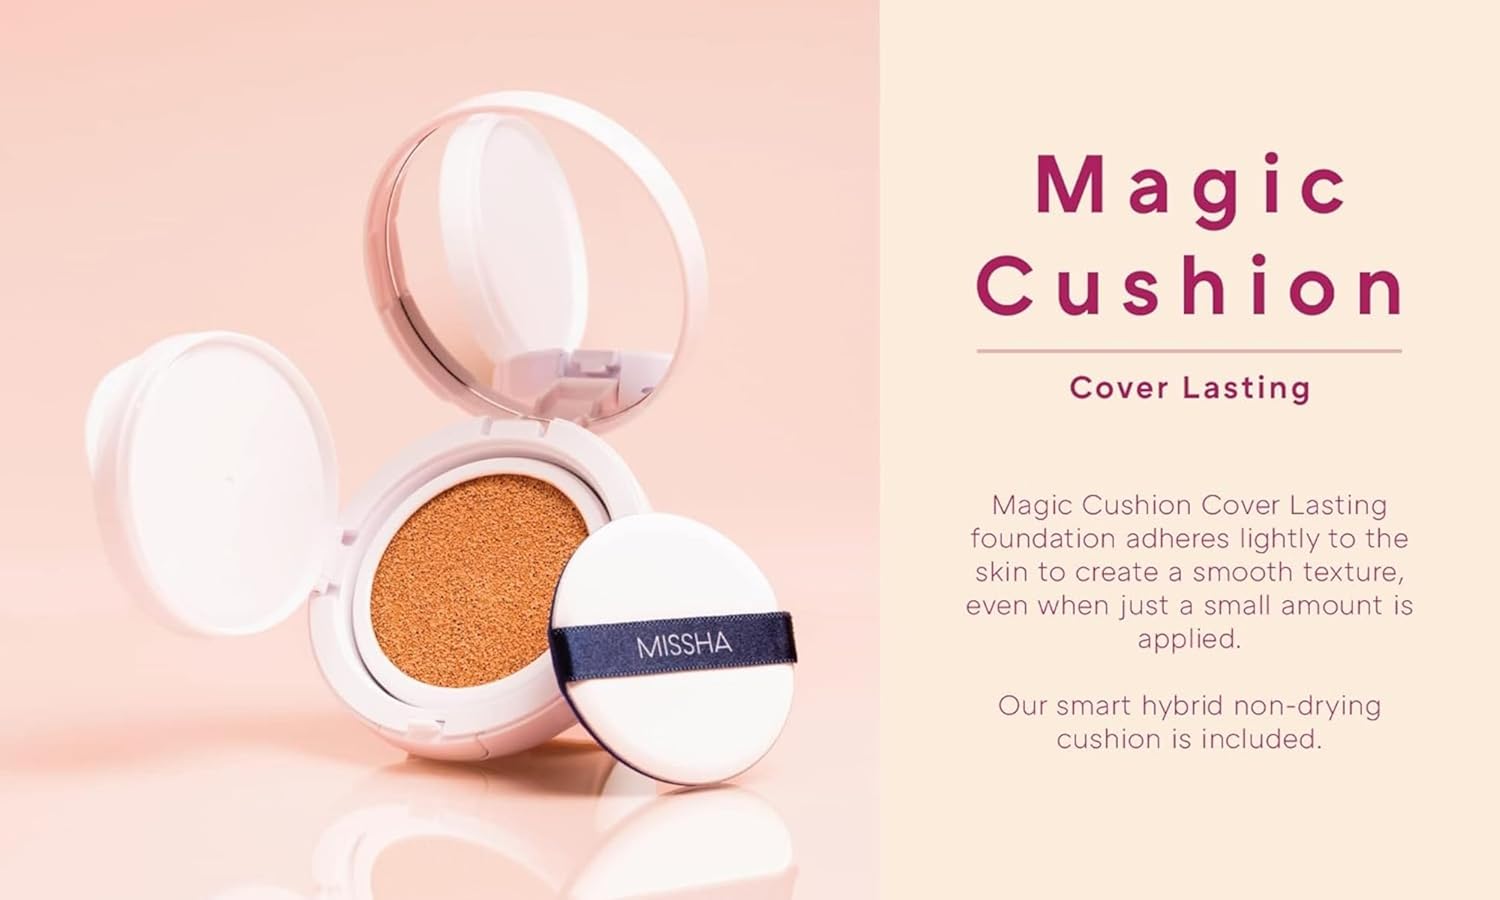 MISSHA
Magic
Cushion
Cover Lasting
Magic Cushion Cover Lasting
foundation adheres lightly to the
skin to create a smooth texture,
even when just a small amount is
applied.
Our smart hybrid non-drying
cushion is included.